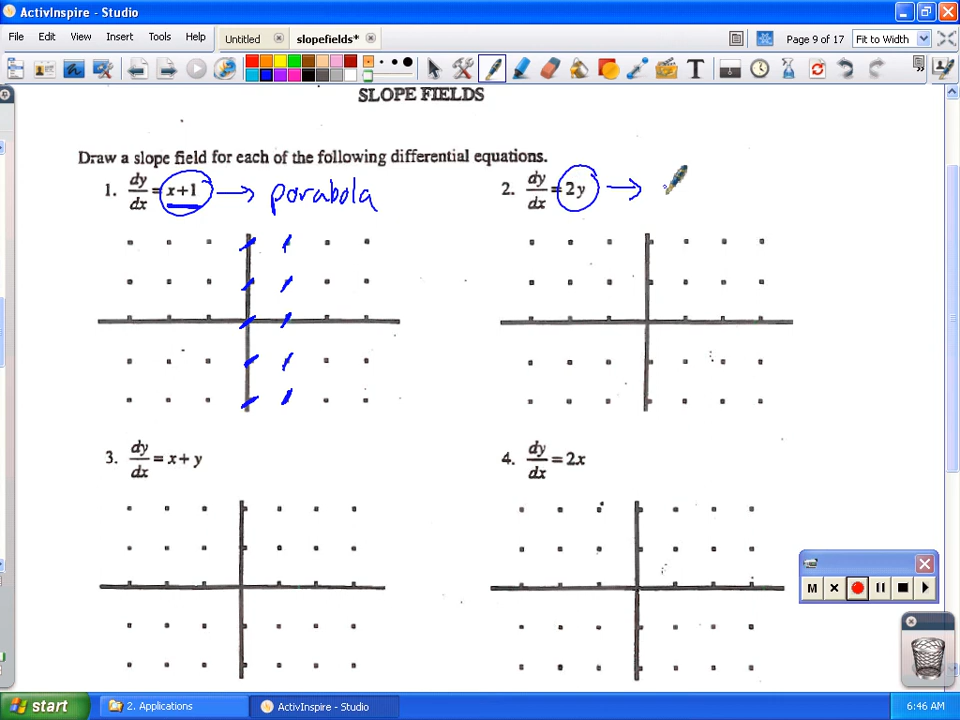 ActivInspire - Studio
File Edit View Insert Tools Help
Untitled
slopefields*
Page 9 of 17
Fit to Width
SLOPE FIELDS
Draw a slope field for each of the following differential equations.
1. dy/dx = x+1 → parabola
2. dy/dx = 2y →
3. dy/dx = x + y
4. dy/dx = 2x
M
start
2. Applications
ActivInspire - Studio
6:46 AM